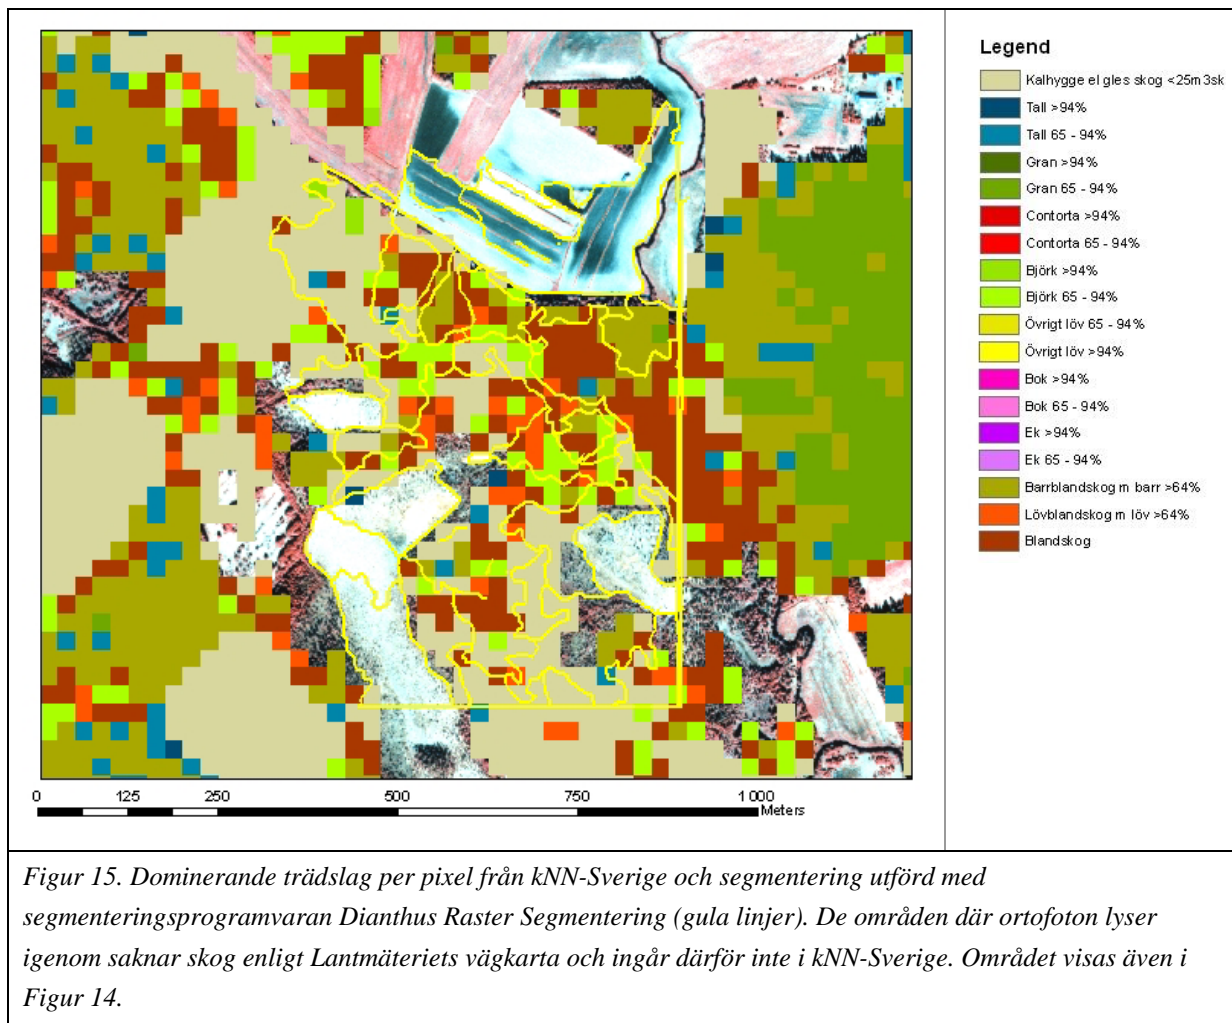 Legend
Kalhygge el gles skog <25m3sk
Tall >94%
Tall 65 - 94%
Gran >94%
Gran 65 - 94%
Contorta >94%
Contorta 65 - 94%
Björk >94%
Björk 65 - 94%
Övrigt löv 65 - 94%
Övrigt löv >94%
Bok >94%
Bok 65 - 94%
Ek >94%
Ek 65 - 94%
Barrblandskog m barr >64%
Lövblandskog m löv >64%
Blandskog
0 125 250 500 750 1 000
Meters
Figur 15. Dominerande trädslag per pixel från kNN-Sverige och segmentering utförd med
segmenteringsprogramvaran Dianthus Raster Segmentering (gula linjer). De områden där ortofoton lyser
igenom saknar skog enligt Lantmäteriets vägkarta och ingår därför inte i kNN-Sverige. Området visas även i
Figur 14.